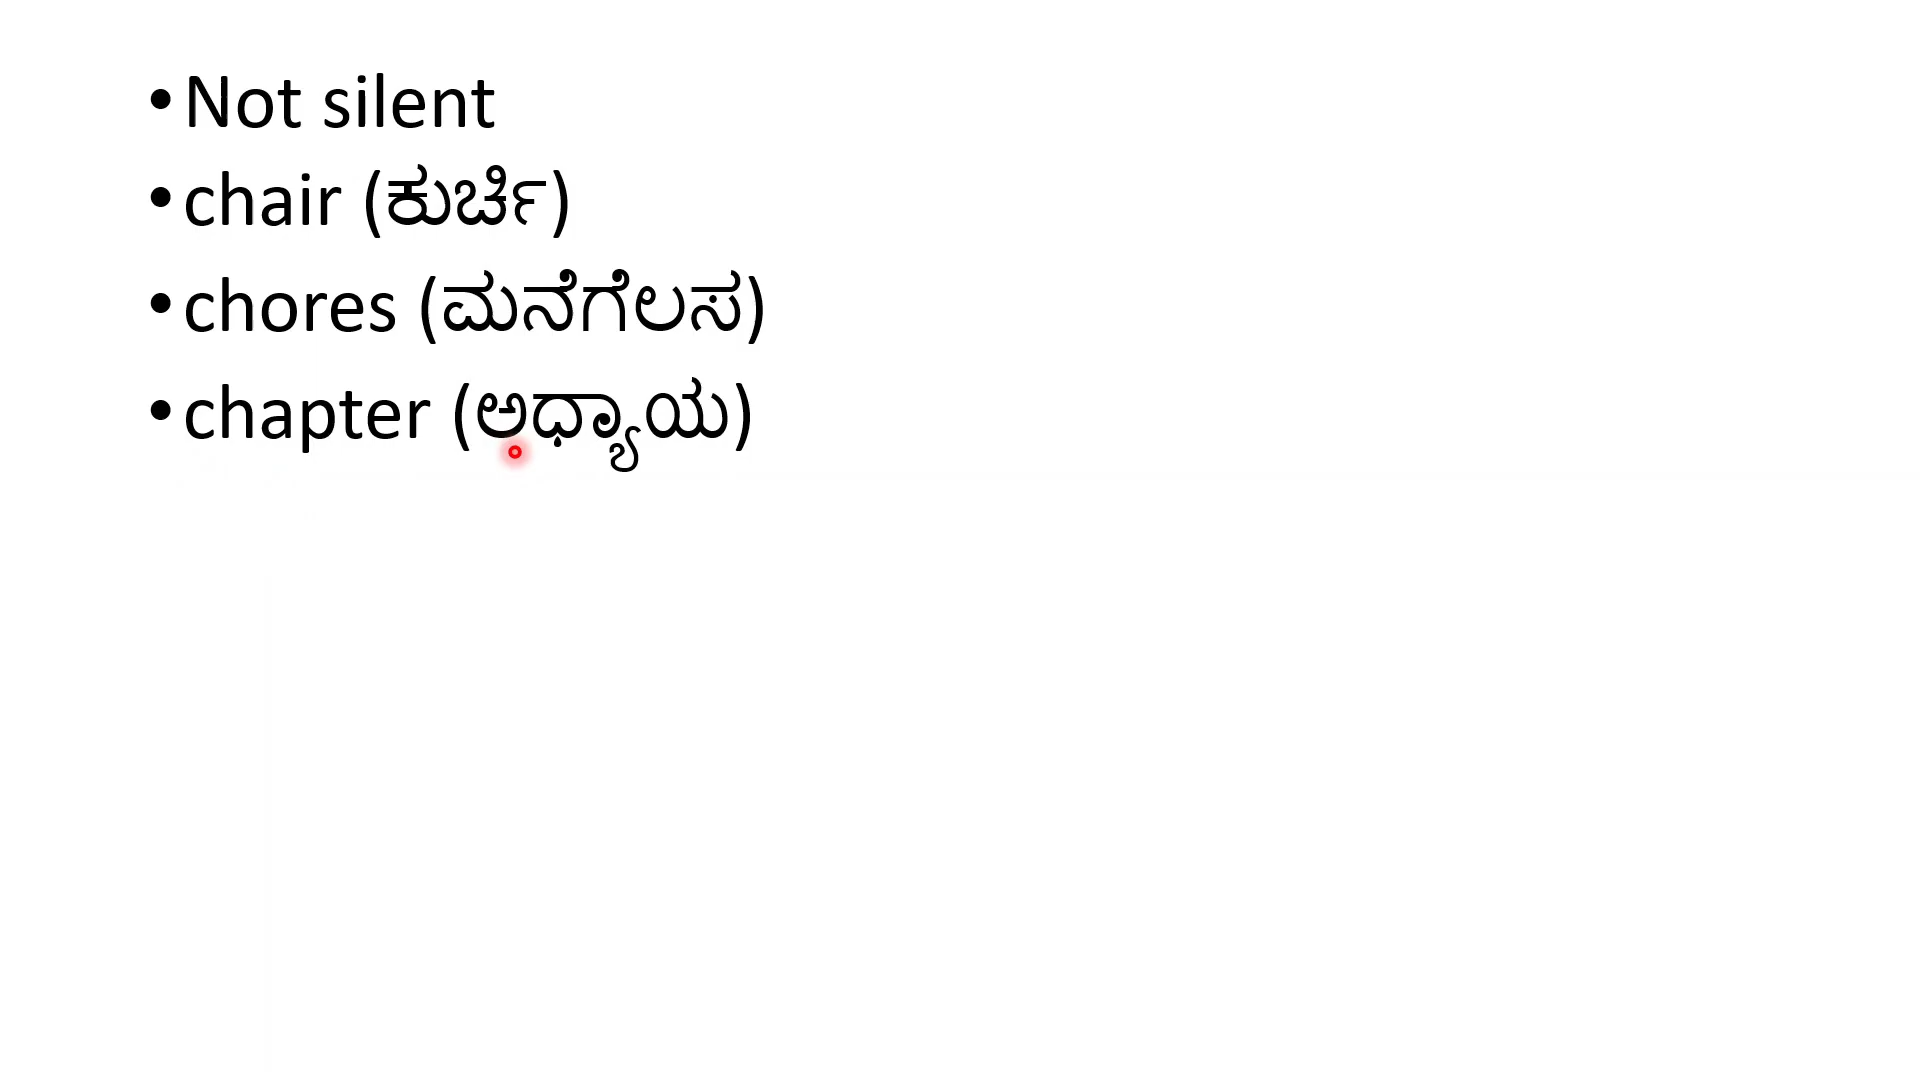 • Not silent
• chair (ಕುರ್ಚಿ)
• chores (ಮನೆಗೆಲಸ)
• chapter (ಅಧ್ಯಾಯ)